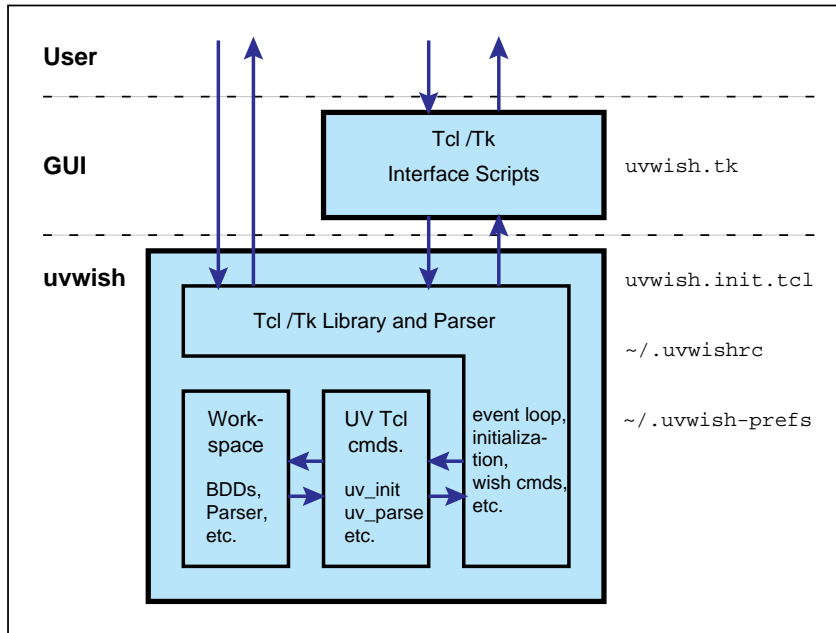 User
GUI
Tcl /Tk
Interface Scripts
uvwish.tk
uvwish
uvwish.init.tcl
~/.uvwishrc
~/.uvwish-prefs
Tcl /Tk Library and Parser
Work-
space
BDDs,
Parser,
etc.
UV Tcl
cmds.
uv_init
uv_parse
etc.
event loop,
initializa-
tion,
wish cmds,
etc.